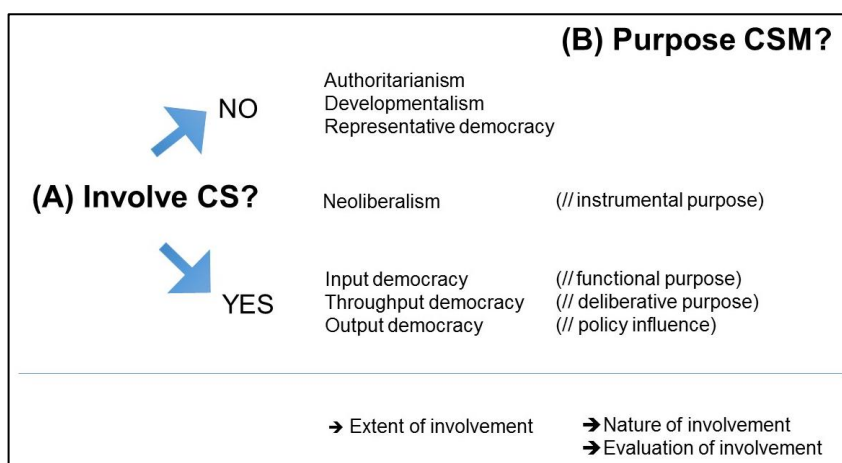 (B) Purpose CSM?
Authoritarianism
NO
Developmentalism
Representative democracy
(A) Involve CS?
Neoliberalism
(// instrumental purpose)
Input democracy
(// functional purpose)
YES
Throughput democracy
(// deliberative purpose)
Output democracy
(// policy influence)
➔ Extent of involvement
➔ Nature of involvement
➔ Evaluation of involvement